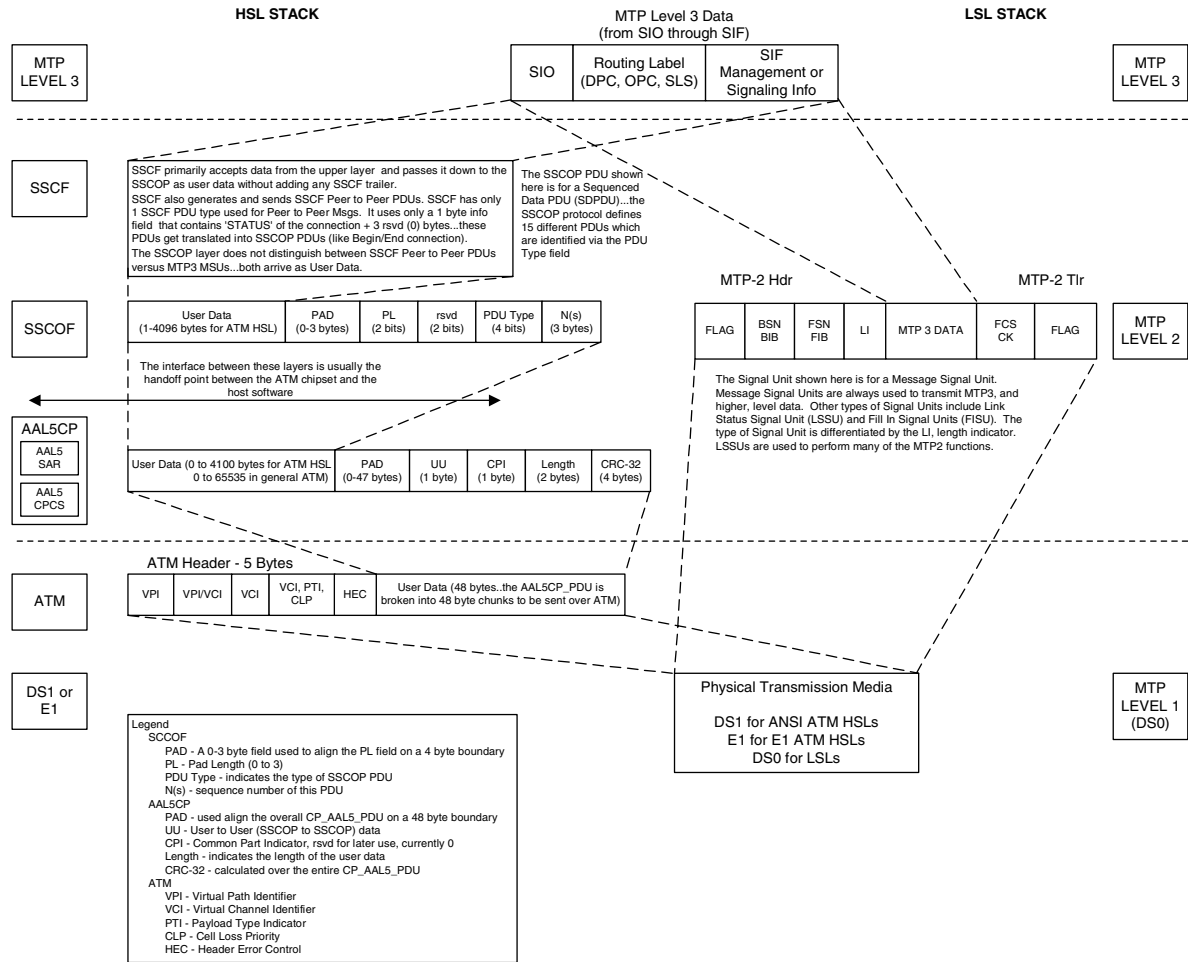 HSL STACK
LSL STACK
MTP Level 3 Data
(from SIO through SIF)
MTP
LEVEL 3
SIO
Routing Label
(DPC, OPC, SLS)
SIF
Management or
Signaling Info
MTP
LEVEL 3
SSCF
SSCF primarily accepts data from the upper layer and passes it down to the
SSCOP as user data without adding any SSCF trailer.
SSCF also generates and sends SSCF Peer to Peer PDUs. SSCF has only
1 SSCF PDU type used for Peer to Peer Msgs. It uses only a 1 byte info
field that contains 'STATUS' of the connection + 3 rsvd (0) bytes...these
PDUs get translated into SSCOP PDUs (like Begin/End connection).
The SSCOP layer does not distinguish between SSCF Peer to Peer PDUs
versus MTP3 MSUs...both arrive as User Data.
The SSCOP PDU shown
here is for a Sequenced
Data PDU (SDPDU)...the
SSCOP protocol defines
15 different PDUs which
are identified via the PDU
Type field
MTP-2 Hdr
MTP-2 Tlr
SSCOF
User Data
(1-4096 bytes for ATM HSL)
PAD
(0-3 bytes)
PL
(2 bits)
rsvd
(2 bits)
PDU Type
(4 bits)
N(s)
(3 bytes)
FLAG
BSN
BIB
FSN
FIB
LI
MTP 3 DATA
FCS
CK
FLAG
MTP
LEVEL 2
The interface between these layers is usually the
handoff point between the ATM chipset and the
host software
The Signal Unit shown here is for a Message Signal Unit.
Message Signal Units are always used to transmit MTP3, and
higher, level data. Other types of Signal Units include Link
Status Signal Unit (LSSU) and Fill In Signal Units (FISU). The
type of Signal Unit is differentiated by the LI, length indicator.
LSSUs are used to perform many of the MTP2 functions.
AAL5CP
AAL5
SAR
AAL5
CPCS
User Data (0 to 4100 bytes for ATM HSL
0 to 65535 in general ATM)
PAD
(0-47 bytes)
UU
(1 byte)
CPI
(1 byte)
Length
(2 bytes)
CRC-32
(4 bytes)
ATM Header - 5 Bytes
ATM
VPI
VPI/VCI
VCI
VCI, PTI,
CLP
HEC
User Data (48 bytes..the AAL5CP_PDU is
broken into 48 byte chunks to be sent over ATM)
DS1 or
E1
Physical Transmission Media
DS1 for ANSI ATM HSLs
E1 for E1 ATM HSLs
DS0 for LSLs
MTP
LEVEL 1
(DS0)
Legend
SCCOF
PAD - A 0-3 byte field used to align the PL field on a 4 byte boundary
PL - Pad Length (0 to 3)
PDU Type - indicates the type of SSCOP PDU
N(s) - sequence number of this PDU
AAL5CP
PAD - used align the overall CP_AAL5_PDU on a 48 byte boundary
UU - User to User (SSCOP to SSCOP) data
CPI - Common Part Indicator, rsvd for later use, currently 0
Length - indicates the length of the user data
CRC-32 - calculated over the entire CP_AAL5_PDU
ATM
VPI - Virtual Path Identifier
VCI - Virtual Channel Identifier
PTI - Payload Type Indicator
CLP - Cell Loss Priority
HEC - Header Error Control